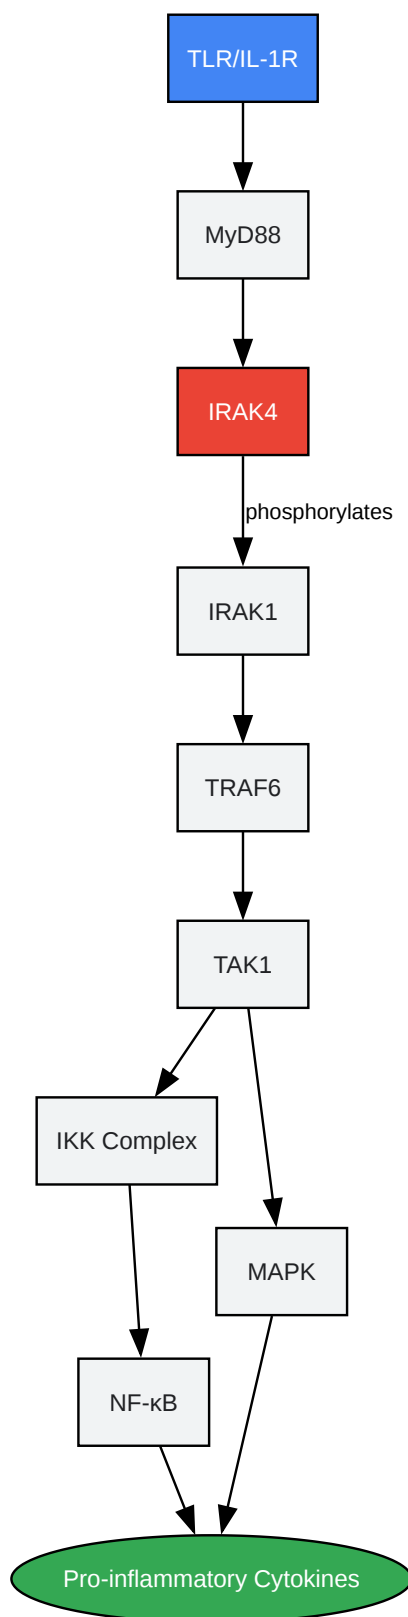 TLR/IL-1R
MyD88
IRAK4
phosphorylates
IRAK1
TRAF6
TAK1
IKK Complex
MAPK
NF-κB
Pro-inflammatory Cytokines